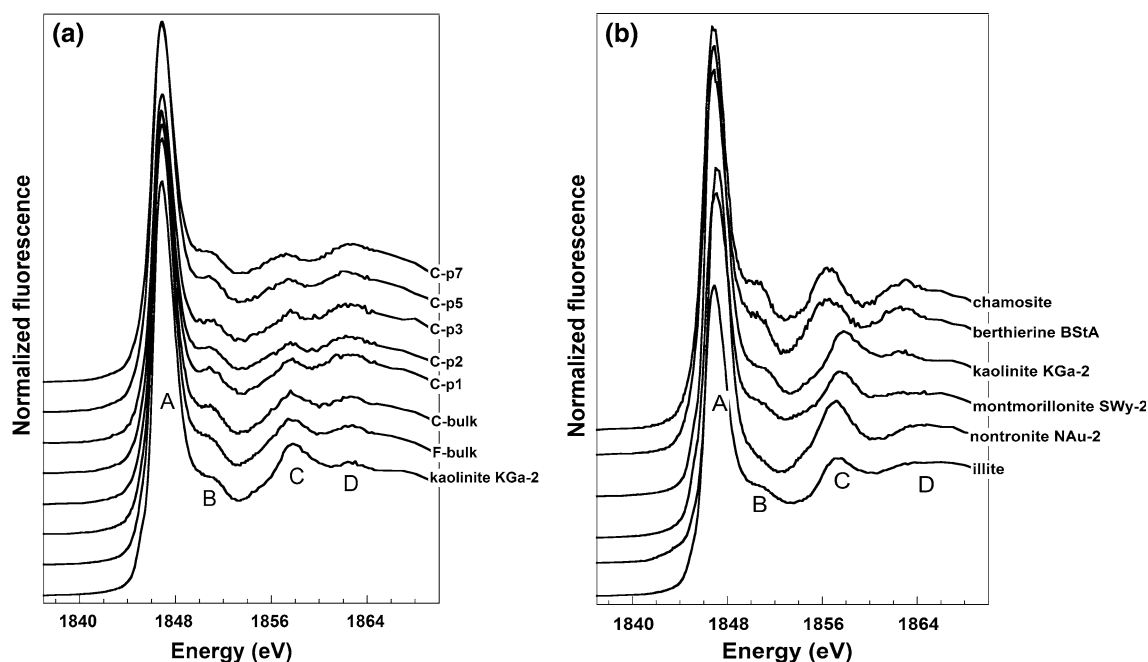 (a)
Normalized fluorescence
C-p7
C-p5
C-p3
C-p2
C-p1
C-bulk
F-bulk
kaolinite KGa-2
A
B
C
D
1840
1848
1856
1864
Energy (eV)
(b)
Normalized fluorescence
chamosite
berthierine BStA
kaolinite KGa-2
montmorillonite SWy-2
nontronite NAu-2
illite
A
B
C
D
1840
1848
1856
1864
Energy (eV)